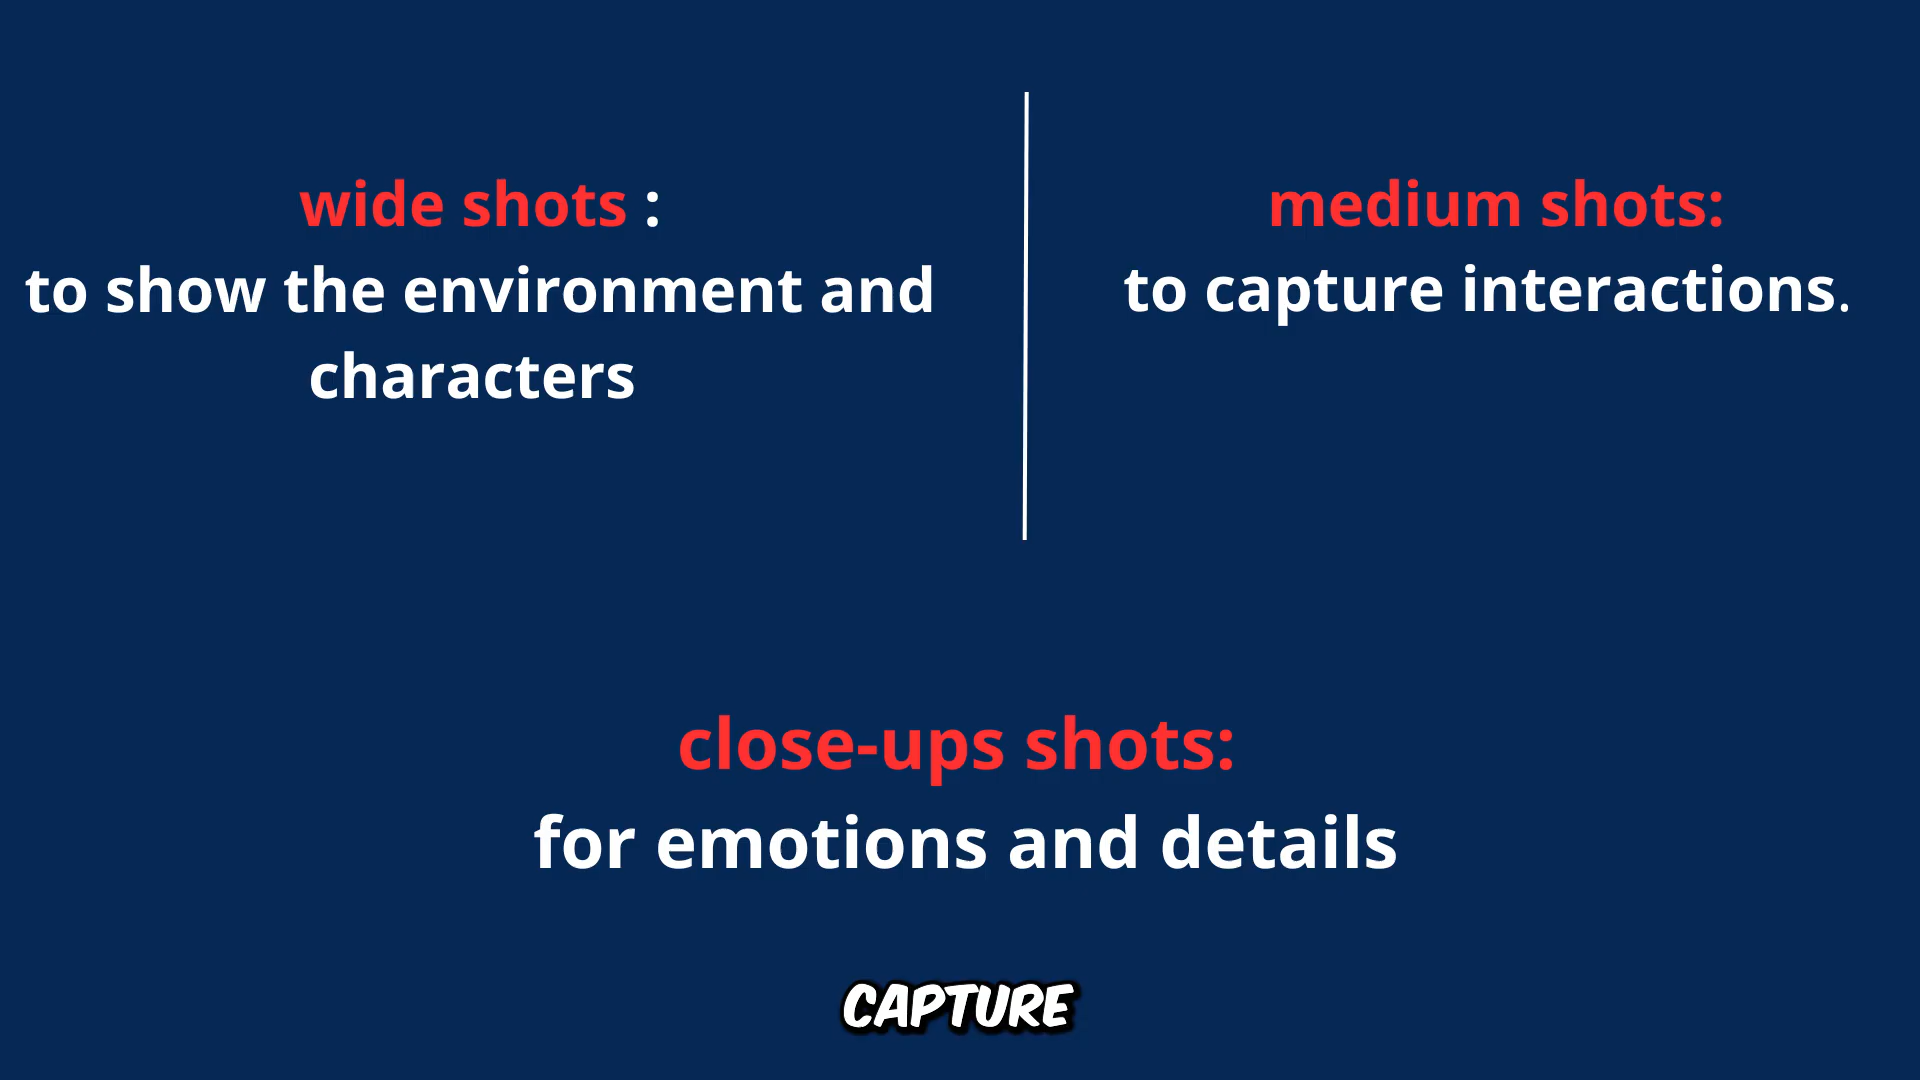 wide shots :
to show the environment and
characters
medium shots:
to capture interactions.
close-ups shots:
for emotions and details
CAPTURE